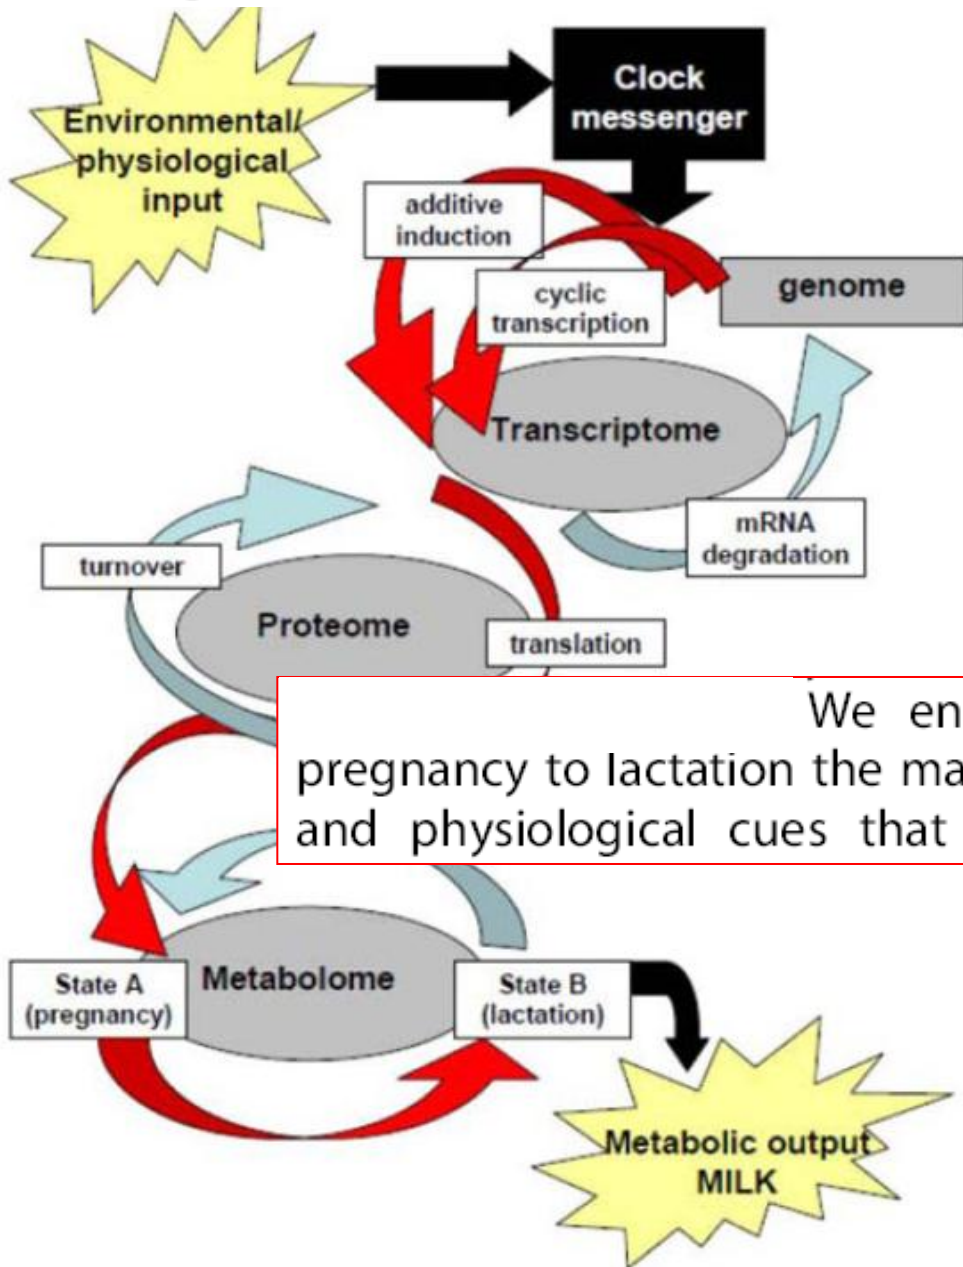 Environmental/
physiological
input
Clock
messenger
additive
induction
cyclic
transcription
genome
Transcriptome
mRNA
degradation
turnover
Proteome
translation
We en
pregnancy to lactation the ma
and physiological cues that
State A
(pregnancy)
Metabolome
State B
(lactation)
Metabolic output
MILK